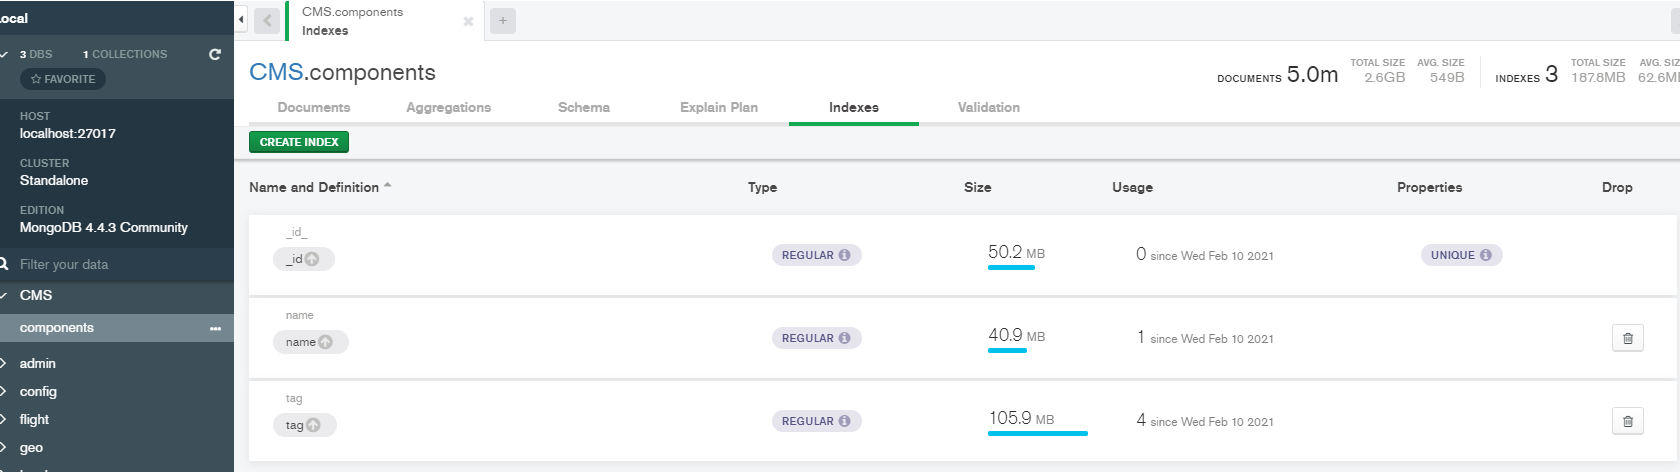 ocal
3 DBS 1 COLLECTIONS
FAVORITE
HOST
localhost:27017
CLUSTER
Standalone
EDITION
MongoDB 4.4.3 Community
Filter your data
CMS
components
admin
config
flight
geo
CMS.components
Indexes
CMS.components
DOCUMENTS 5.0m TOTAL SIZE 2.6GB AVG. SIZE 549B INDEXES 3 TOTAL SIZE 187.8MB AVG. SIZ 62.6M
Documents Aggregations Schema Explain Plan Indexes Validation
CREATE INDEX
Name and Definition Type Size Usage Properties Drop
_id_
_id REGULAR 50.2 MB 0 since Wed Feb 10 2021 UNIQUE
name
name REGULAR 40.9 MB 1 since Wed Feb 10 2021
tag
tag REGULAR 105.9 MB 4 since Wed Feb 10 2021